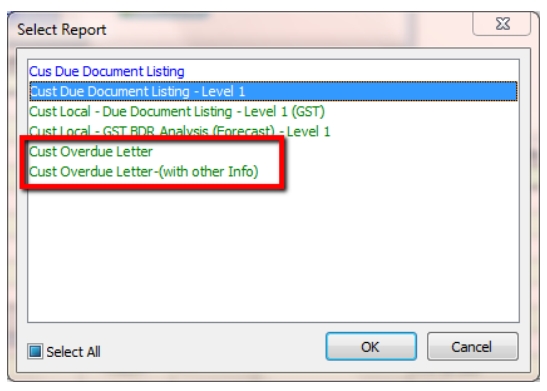 Select Report
Cus Due Document Listing
Cust Due Document Listing - Level 1
Cust Local - Due Document Listing - Level 1 (GST)
Cust Local - GST BDR Analysis (Forecast) - Level 1
Cust Overdue Letter
Cust Overdue Letter-(with other Info)
Select All
OK
Cancel